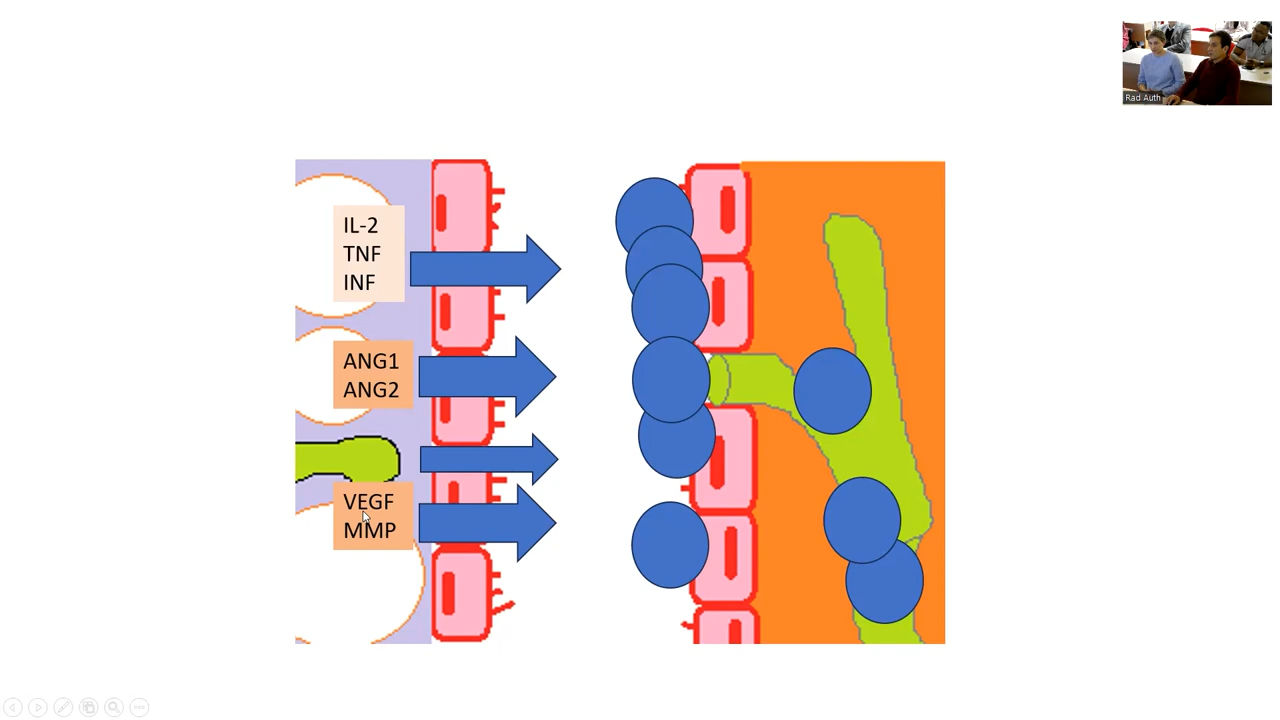 Rad Auth
IL-2
TNF
INF
ANG1
ANG2
VEGF
MMP